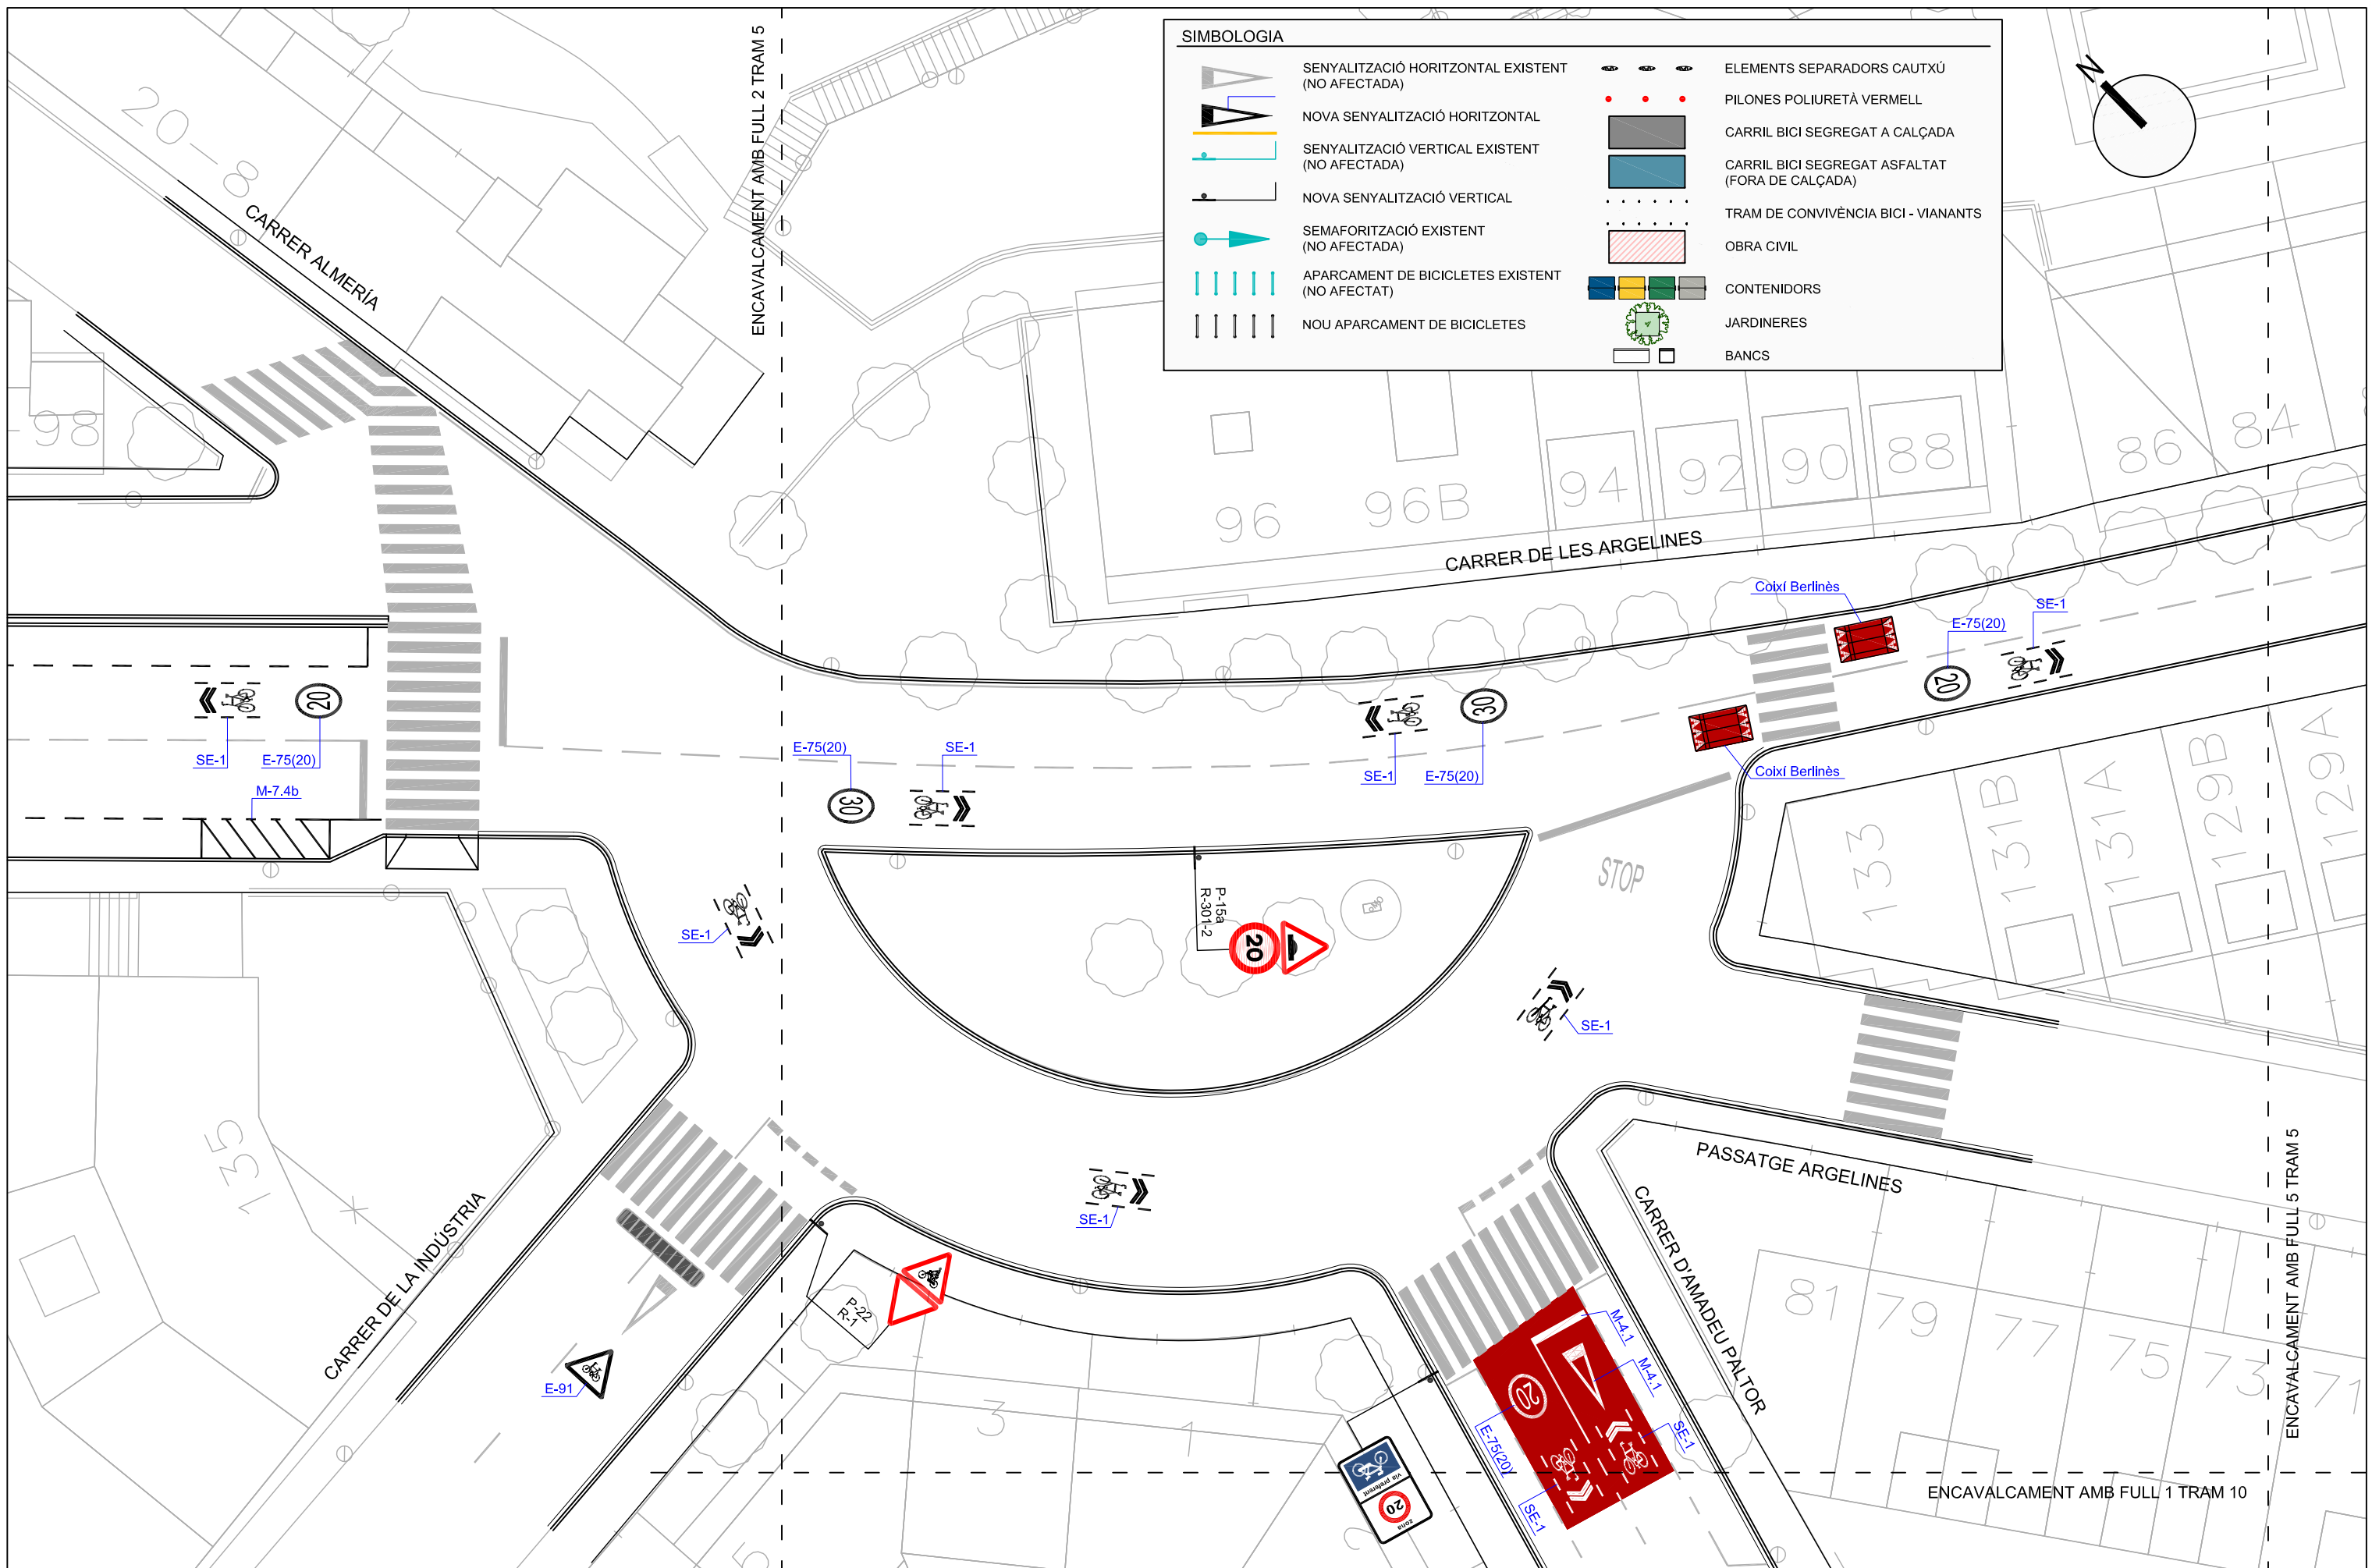 SIMBOLOGIA
SENYALITZACIÓ HORITZONTAL EXISTENT
(NO AFECTADA)
NOVA SENYALITZACIÓ HORITZONTAL
SENYALITZACIÓ VERTICAL EXISTENT
(NO AFECTADA)
NOVA SENYALITZACIÓ VERTICAL
SEMAFORITZACIÓ EXISTENT
(NO AFECTADA)
APARCAMENT DE BICICLETES EXISTENT
(NO AFECTAT)
NOU APARCAMENT DE BICICLETES
ELEMENTS SEPARADORS CAUTXÚ
PILONES POLIURETÀ VERMELL
CARRIL BICI SEGREGAT A CALÇADA
CARRIL BICI SEGREGAT ASFALTAT
(FORA DE CALÇADA)
TRAM DE CONVIVÈNCIA BICI - VIANANTS
OBRA CIVIL
CONTENIDORS
JARDINERES
BANCS
N
ENCAVALCAMENT AMB FULL 2 TRAM 5
20-8
CARRER ALMERÍA
98
96
96B
94
92
90
88
86
84
CARRER DE LES ARGELINES
Coixí Berlinès
SE-1
E-75(20)
20
20
SE-1
E-75(20)
M-7.4b
E-75(20)
SE-1
30
30
SE-1
E-75(20)
Coixí Berlinès
STOP
133
131B
131A
129B
129A
P-15a
R-301-2
20
SE-1
SE-1
SE-1
135
CARRER DE LA INDÚSTRIA
P-22
R-1
E-91
PASSATGE ARGELINES
CARRER D'AMADEU PALTOR
M-4.1
M-4.1
SE-1
E-75(20)
SE-1
20
via preferent
20
zona
3
1
2
5
81
79
77
75
73
71
ENCAVALCAMENT AMB FULL 5 TRAM 5
ENCAVALCAMENT AMB FULL 1 TRAM 10